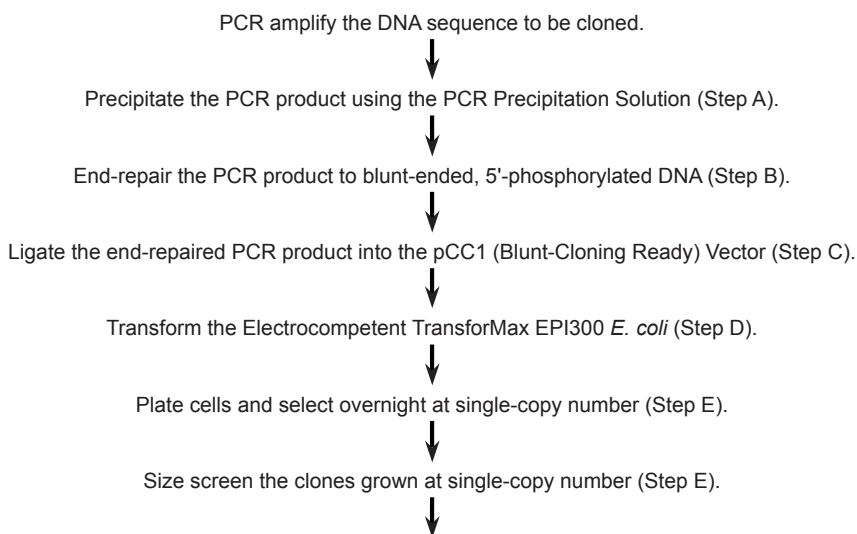 PCR amplify the DNA sequence to be cloned.
Precipitate the PCR product using the PCR Precipitation Solution (Step A).
End-repair the PCR product to blunt-ended, 5'-phosphorylated DNA (Step B).
Ligate the end-repaired PCR product into the pCC1 (Blunt-Cloning Ready) Vector (Step C).
Transform the Electrocompetent TransforMax EPI300 E. coli (Step D).
Plate cells and select overnight at single-copy number (Step E).
Size screen the clones grown at single-copy number (Step E).